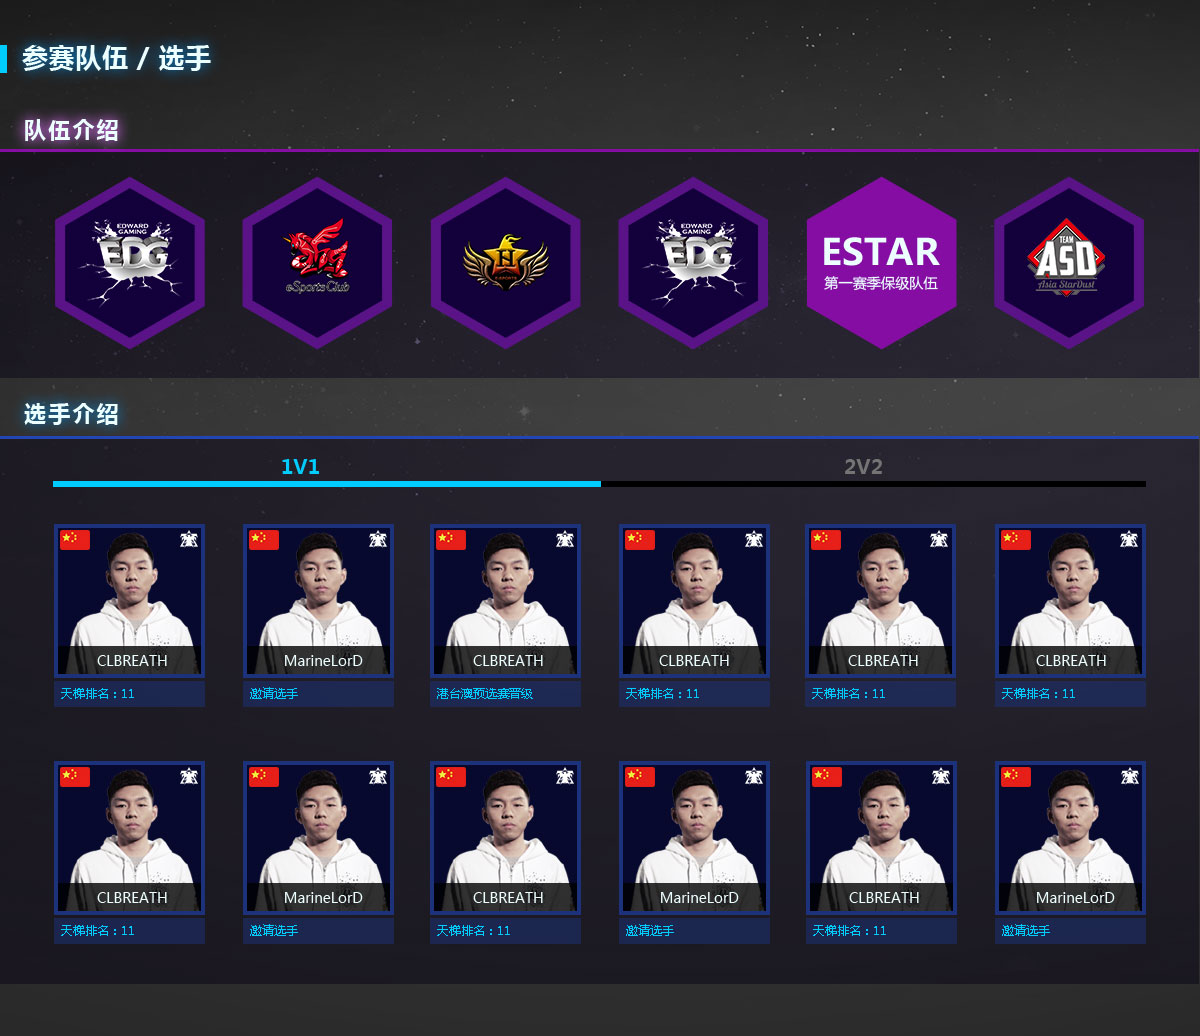 参赛队伍 / 选手
队伍介绍
EDWARD GAMING
EDG
eSports Club
H
ESPORTS
EDWARD GAMING
EDG
ESTAR
第一赛季保级队伍
TEAM
ASD
Asia StarDust
选手介绍
1V1
2V2
CLBREATH
MarineLorD
CLBREATH
CLBREATH
CLBREATH
CLBREATH
天梯排名：11
邀请选手
港台澳预选赛晋级
天梯排名：11
天梯排名：11
天梯排名：11
CLBREATH
MarineLorD
CLBREATH
MarineLorD
CLBREATH
MarineLorD
天梯排名：11
邀请选手
天梯排名：11
邀请选手
天梯排名：11
邀请选手